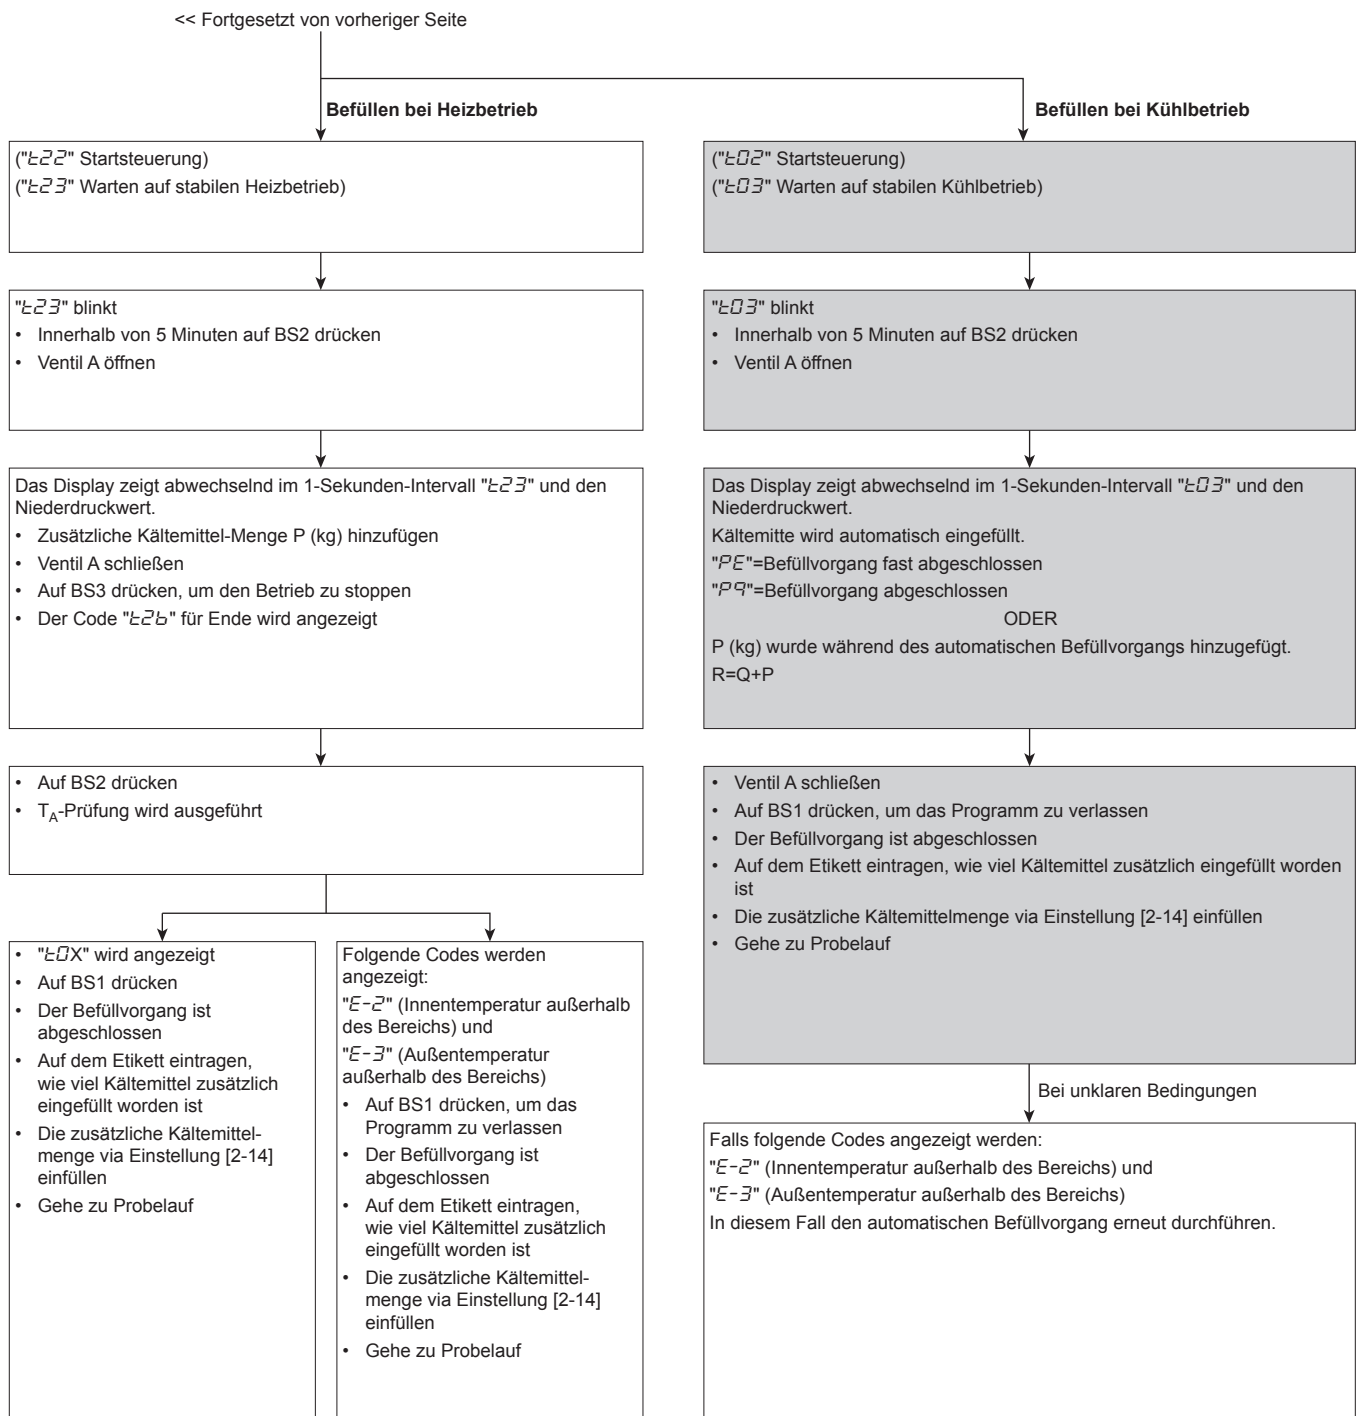 << Fortgesetzt von vorheriger Seite
Befüllen bei Heizbetrieb
("t22" Startsteuerung)
("t23" Warten auf stabilen Heizbetrieb)
"t23" blinkt
• Innerhalb von 5 Minuten auf BS2 drücken
• Ventil A öffnen
Das Display zeigt abwechselnd im 1-Sekunden-Intervall "t23" und den
Niederdruckwert.
• Zusätzliche Kältemittel-Menge P (kg) hinzufügen
• Ventil A schließen
• Auf BS3 drücken, um den Betrieb zu stoppen
• Der Code "t26" für Ende wird angezeigt
• Auf BS2 drücken
• TA-Prüfung wird ausgeführt
• "t0X" wird angezeigt
• Auf BS1 drücken
• Der Befüllvorgang ist
abgeschlossen
• Auf dem Etikett eintragen,
wie viel Kältemittel zusätzlich
eingefüllt worden ist
• Die zusätzliche Kältemittel-
menge via Einstellung [2-14]
einfüllen
• Gehe zu Probelauf
Folgende Codes werden
angezeigt:
"E-2" (Innentemperatur außerhalb
des Bereichs) und
"E-3" (Außentemperatur
außerhalb des Bereichs)
• Auf BS1 drücken, um das
Programm zu verlassen
• Der Befüllvorgang ist
abgeschlossen
• Auf dem Etikett eintragen,
wie viel Kältemittel zusätzlich
eingefüllt worden ist
• Die zusätzliche Kältemittel-
menge via Einstellung [2-14]
einfüllen
• Gehe zu Probelauf
Befüllen bei Kühlbetrieb
("t02" Startsteuerung)
("t03" Warten auf stabilen Kühlbetrieb)
"t03" blinkt
• Innerhalb von 5 Minuten auf BS2 drücken
• Ventil A öffnen
Das Display zeigt abwechselnd im 1-Sekunden-Intervall "t03" und den
Niederdruckwert.
Kältemitte wird automatisch eingefüllt.
"PE"=Befüllvorgang fast abgeschlossen
"P9"=Befüllvorgang abgeschlossen
ODER
P (kg) wurde während des automatischen Befüllvorgangs hinzugefügt.
R=Q+P
• Ventil A schließen
• Auf BS1 drücken, um das Programm zu verlassen
• Der Befüllvorgang ist abgeschlossen
• Auf dem Etikett eintragen, wie viel Kältemittel zusätzlich eingefüllt worden
ist
• Die zusätzliche Kältemittelmenge via Einstellung [2-14] einfüllen
• Gehe zu Probelauf
Bei unklaren Bedingungen
Falls folgende Codes angezeigt werden:
"E-2" (Innentemperatur außerhalb des Bereichs) und
"E-3" (Außentemperatur außerhalb des Bereichs)
In diesem Fall den automatischen Befüllvorgang erneut durchführen.